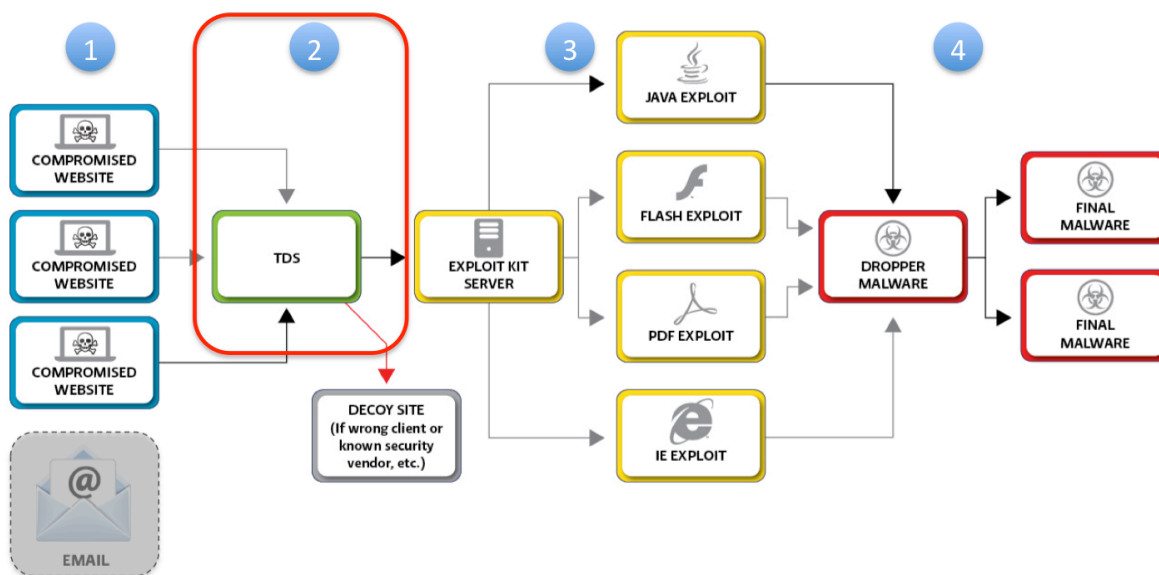 1
2
3
4
COMPROMISED
WEBSITE
COMPROMISED
WEBSITE
COMPROMISED
WEBSITE
@
EMAIL
TDS
DECOY SITE
(If wrong client or
known security
vendor, etc.)
EXPLOIT KIT
SERVER
JAVA EXPLOIT
FLASH EXPLOIT
PDF EXPLOIT
IE EXPLOIT
DROPPER
MALWARE
FINAL
MALWARE
FINAL
MALWARE